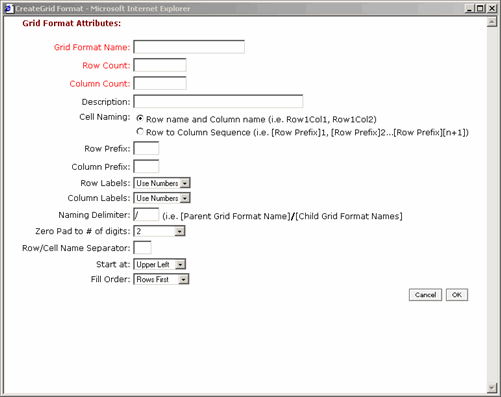 CreateGrid Format - Microsoft Internet Explorer
Grid Format Attributes:
Grid Format Name:
Row Count:
Column Count:
Description:
Cell Naming: Row name and Column name (i.e. Row1Col1, Row1Col2)
Row to Column Sequence (i.e. [Row Prefix]1, [Row Prefix]2...[Row Prefix][n+1])
Row Prefix:
Column Prefix:
Row Labels: Use Numbers
Column Labels: Use Numbers
Naming Delimiter: / (i.e. [Parent Grid Format Name]/[Child Grid Format Names]
Zero Pad to # of digits: 2
Row/Cell Name Separator:
Start at: Upper Left
Fill Order: Rows First
Cancel OK